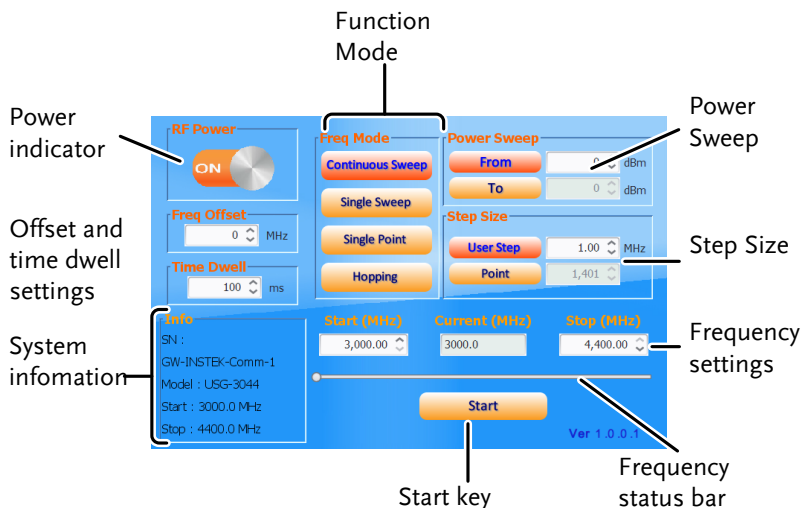 Function
Mode
Power
indicator
Power
Sweep
Offset and
time dwell
settings
Step Size
System
infomation
Frequency
settings
Start key
Frequency
status bar
RF Power
ON
Freq Offset
0 MHz
Time Dwell
100 ms
Freq Mode
Continuous Sweep
Single Sweep
Single Point
Hopping
Power Sweep
From 0 dBm
To 0 dBm
Step Size
User Step 1.00 MHz
Point 1,401
Info
SN :
GW-INSTEK-Comm-1
Model : USG-3044
Start : 3000.0 MHz
Stop : 4400.0 MHz
Start (MHz) Current (MHz) Stop (MHz)
3,000.00 3000.0 4,400.00
Start
Ver 1.0.0.1